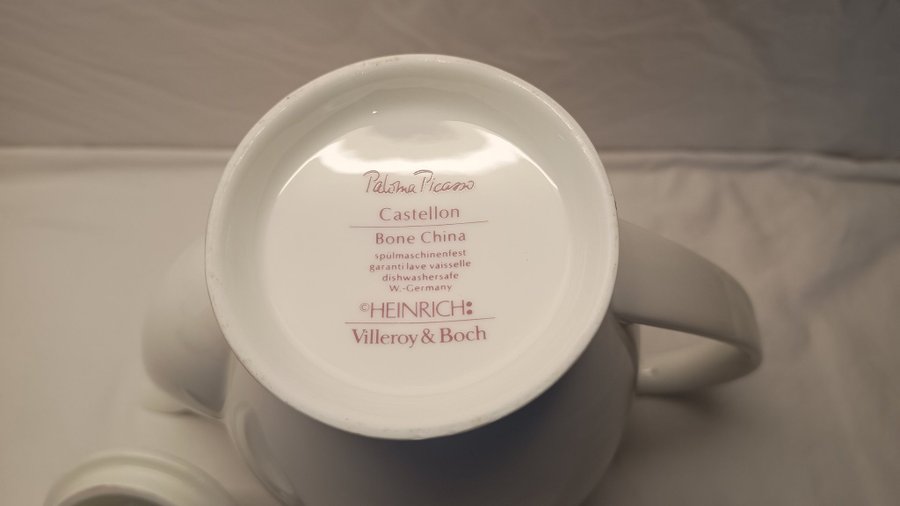 Paloma Picasso
Castellon
Bone China
spülmaschinenfest
garanti lave vaisselle
dishwashersafe
W.-Germany
©HEINRICH:
Villeroy & Boch